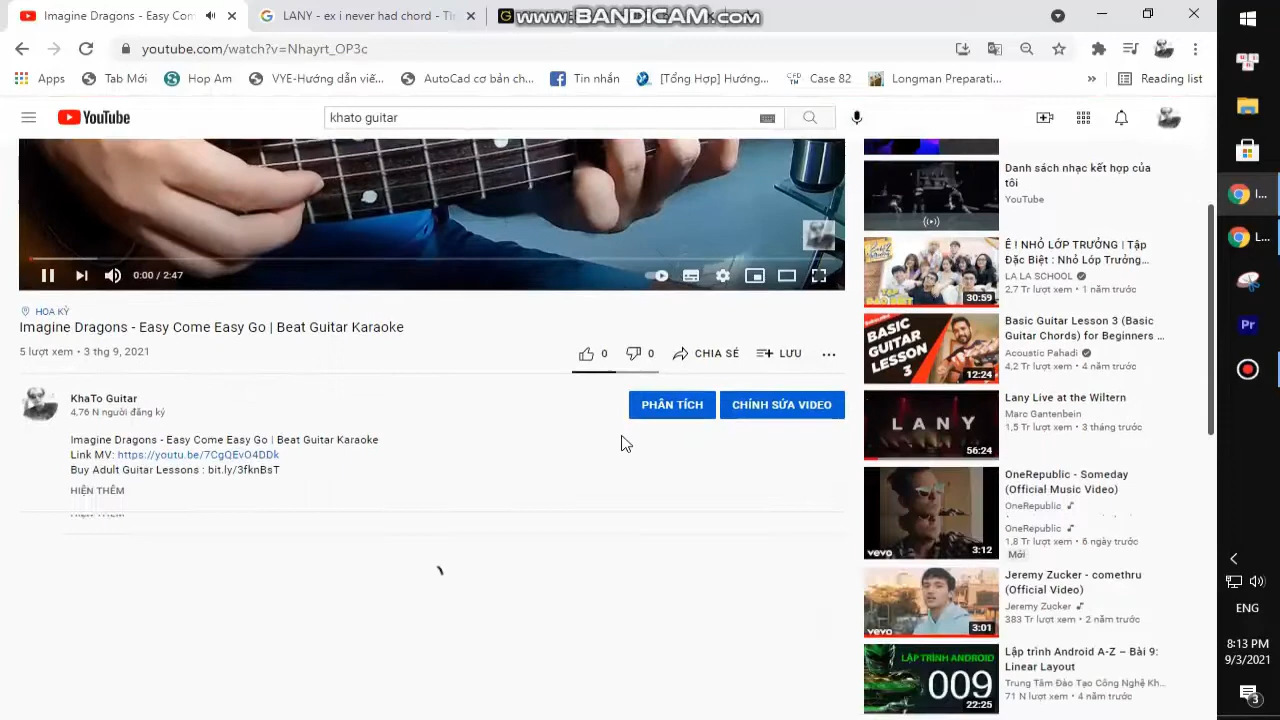 Imagine Dragons - Easy Com
LANY - ex i never had chord - T
www.BANDICAM.com
youtube.com/watch?v=Nhayrt_OP3c
Apps
Tab Mới
Hop Am
VYE-Hướng dẫn viế...
AutoCad cơ bản ch...
Tin nhắn
[Tổng Hợp] Hướng...
Case 82
Longman Preparati...
»
Reading list
YouTube
khato guitar
0:00 / 2:47
HOA KỲ
Imagine Dragons - Easy Come Easy Go | Beat Guitar Karaoke
5 lượt xem • 3 thg 9, 2021
0
0
CHIA SẺ
LƯU
KhaTo Guitar
4,76 N người đăng ký
PHÂN TÍCH
CHỈNH SỬA VIDEO
Imagine Dragons - Easy Come Easy Go | Beat Guitar Karaoke
Link MV: https://youtu.be/7CgQEvO4DDk
Buy Adult Guitar Lessons : bit.ly/3fknBsT
HIỆN THÊM
Danh sách nhạc kết hợp của
tôi
YouTube
Ê ! NHỎ LỚP TRƯỞNG | Tập
Đặc Biệt : Nhỏ Lớp Trưởng...
LA LA SCHOOL
2,7 Tr lượt xem • 1 năm trước
30:59
Basic Guitar Lesson 3 (Basic
Guitar Chords) for Beginners ...
Acoustic Pahadi
4,2 Tr lượt xem • 4 năm trước
BASIC
GUITAR
LESSON
3
12:24
Lany Live at the Wiltern
Marc Gantenbein
1,5 Tr lượt xem • 3 tháng trước
LANY
56:24
OneRepublic - Someday
(Official Music Video)
OneRepublic
OneRepublic
1,8 Tr lượt xem • 6 ngày trước
Mới
vevo
3:12
Jeremy Zucker - comethru
(Official Video)
Jeremy Zucker
383 Tr lượt xem • 2 năm trước
vevo
3:01
Lập trình Android A-Z – Bài 9:
Linear Layout
Trung Tâm Đào Tạo Công Nghệ Kh...
71 N lượt xem • 4 năm trước
LẬP TRÌNH ANDROID
009
22:25
I...
L...
Pr
ENG
8:13 PM
9/3/2021
3